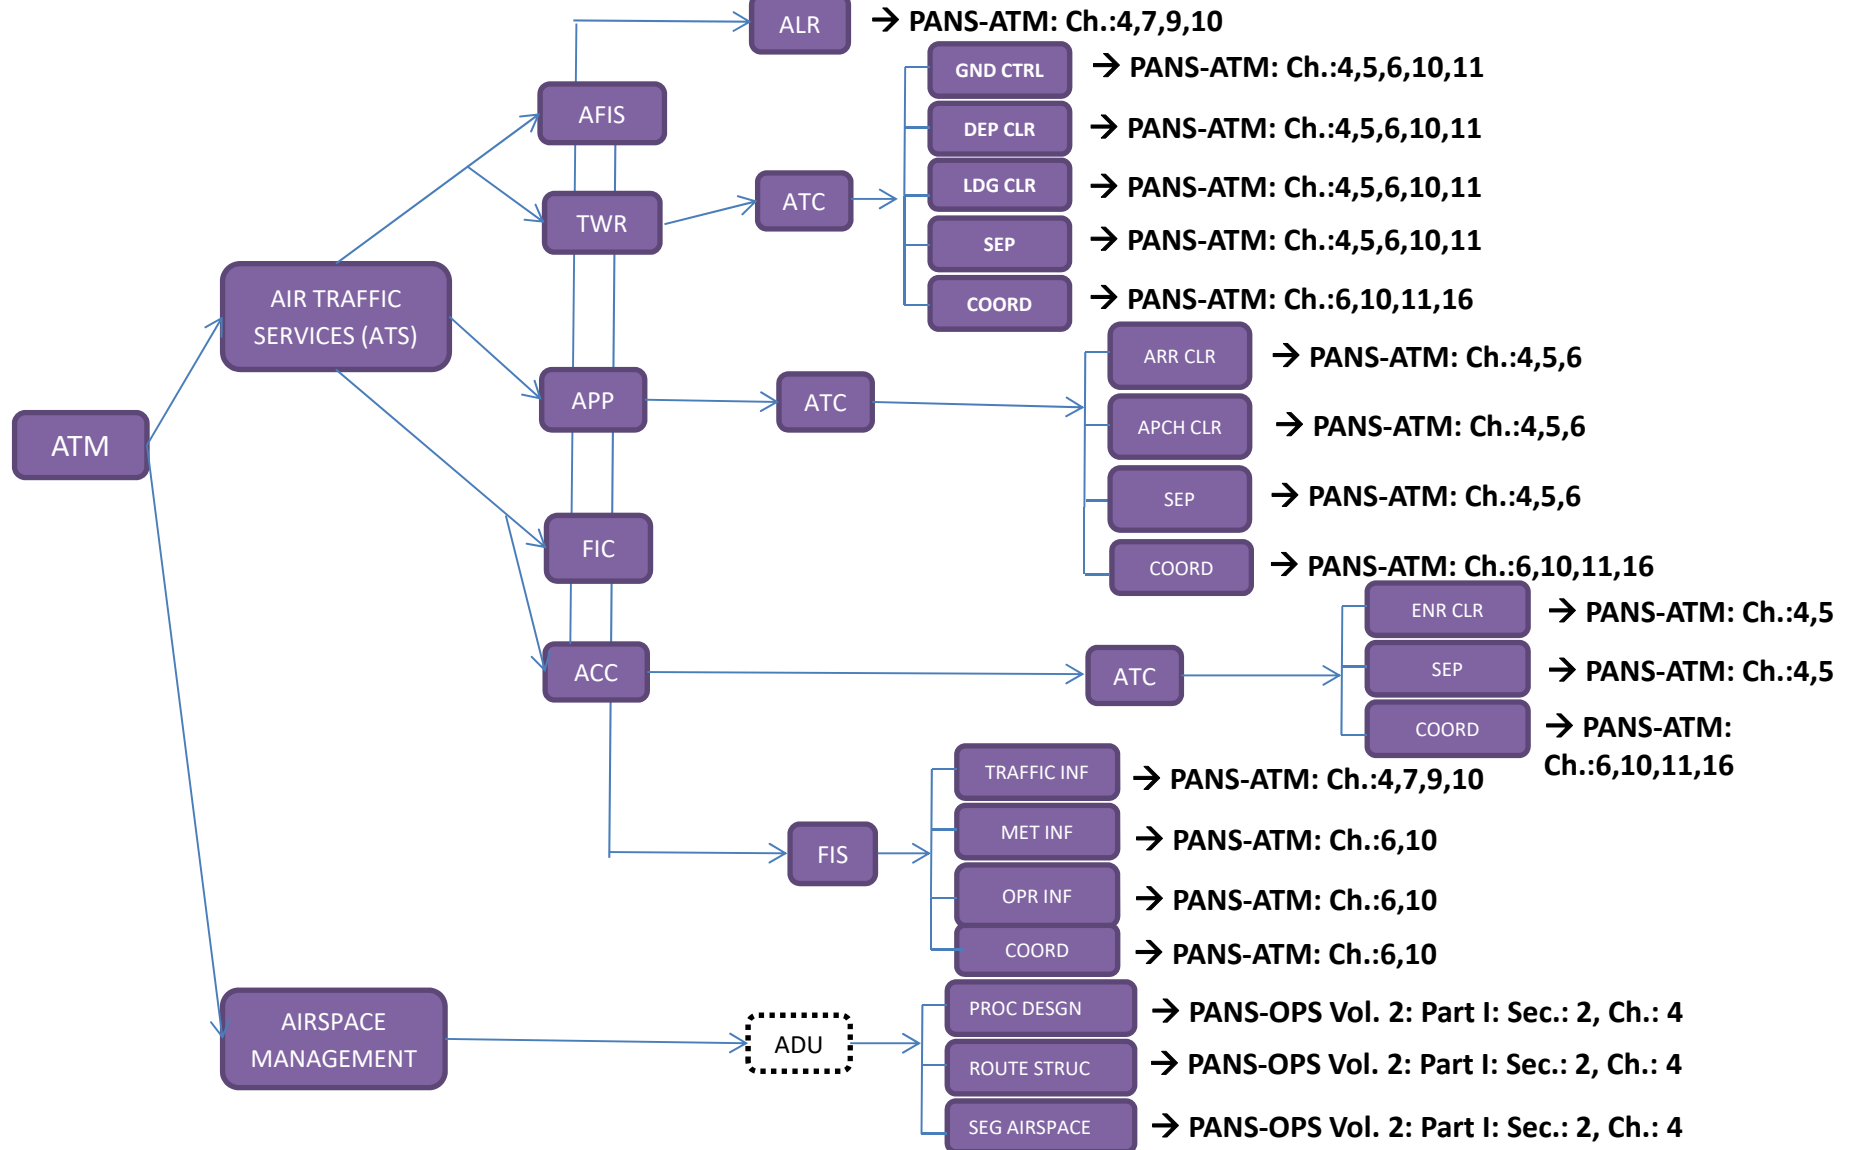 ALR
→ PANS-ATM: Ch.:4,7,9,10
GND CTRL
→ PANS-ATM: Ch.:4,5,6,10,11
AFIS
DEP CLR
→ PANS-ATM: Ch.:4,5,6,10,11
LDG CLR
→ PANS-ATM: Ch.:4,5,6,10,11
TWR
ATC
SEP
→ PANS-ATM: Ch.:4,5,6,10,11
AIR TRAFFIC
SERVICES (ATS)
COORD
→ PANS-ATM: Ch.:6,10,11,16
ARR CLR
→ PANS-ATM: Ch.:4,5,6
APP
ATC
APCH CLR
→ PANS-ATM: Ch.:4,5,6
ATM
SEP
→ PANS-ATM: Ch.:4,5,6
FIC
COORD
→ PANS-ATM: Ch.:6,10,11,16
ENR CLR
→ PANS-ATM: Ch.:4,5
ACC
ATC
SEP
→ PANS-ATM: Ch.:4,5
COORD
→ PANS-ATM:
Ch.:6,10,11,16
TRAFFIC INF
→ PANS-ATM: Ch.:4,7,9,10
MET INF
→ PANS-ATM: Ch.:6,10
FIS
OPR INF
→ PANS-ATM: Ch.:6,10
COORD
→ PANS-ATM: Ch.:6,10
AIRSPACE
MANAGEMENT
ADU
PROC DESGN
→ PANS-OPS Vol. 2: Part I: Sec.: 2, Ch.: 4
ROUTE STRUC
→ PANS-OPS Vol. 2: Part I: Sec.: 2, Ch.: 4
SEG AIRSPACE
→ PANS-OPS Vol. 2: Part I: Sec.: 2, Ch.: 4